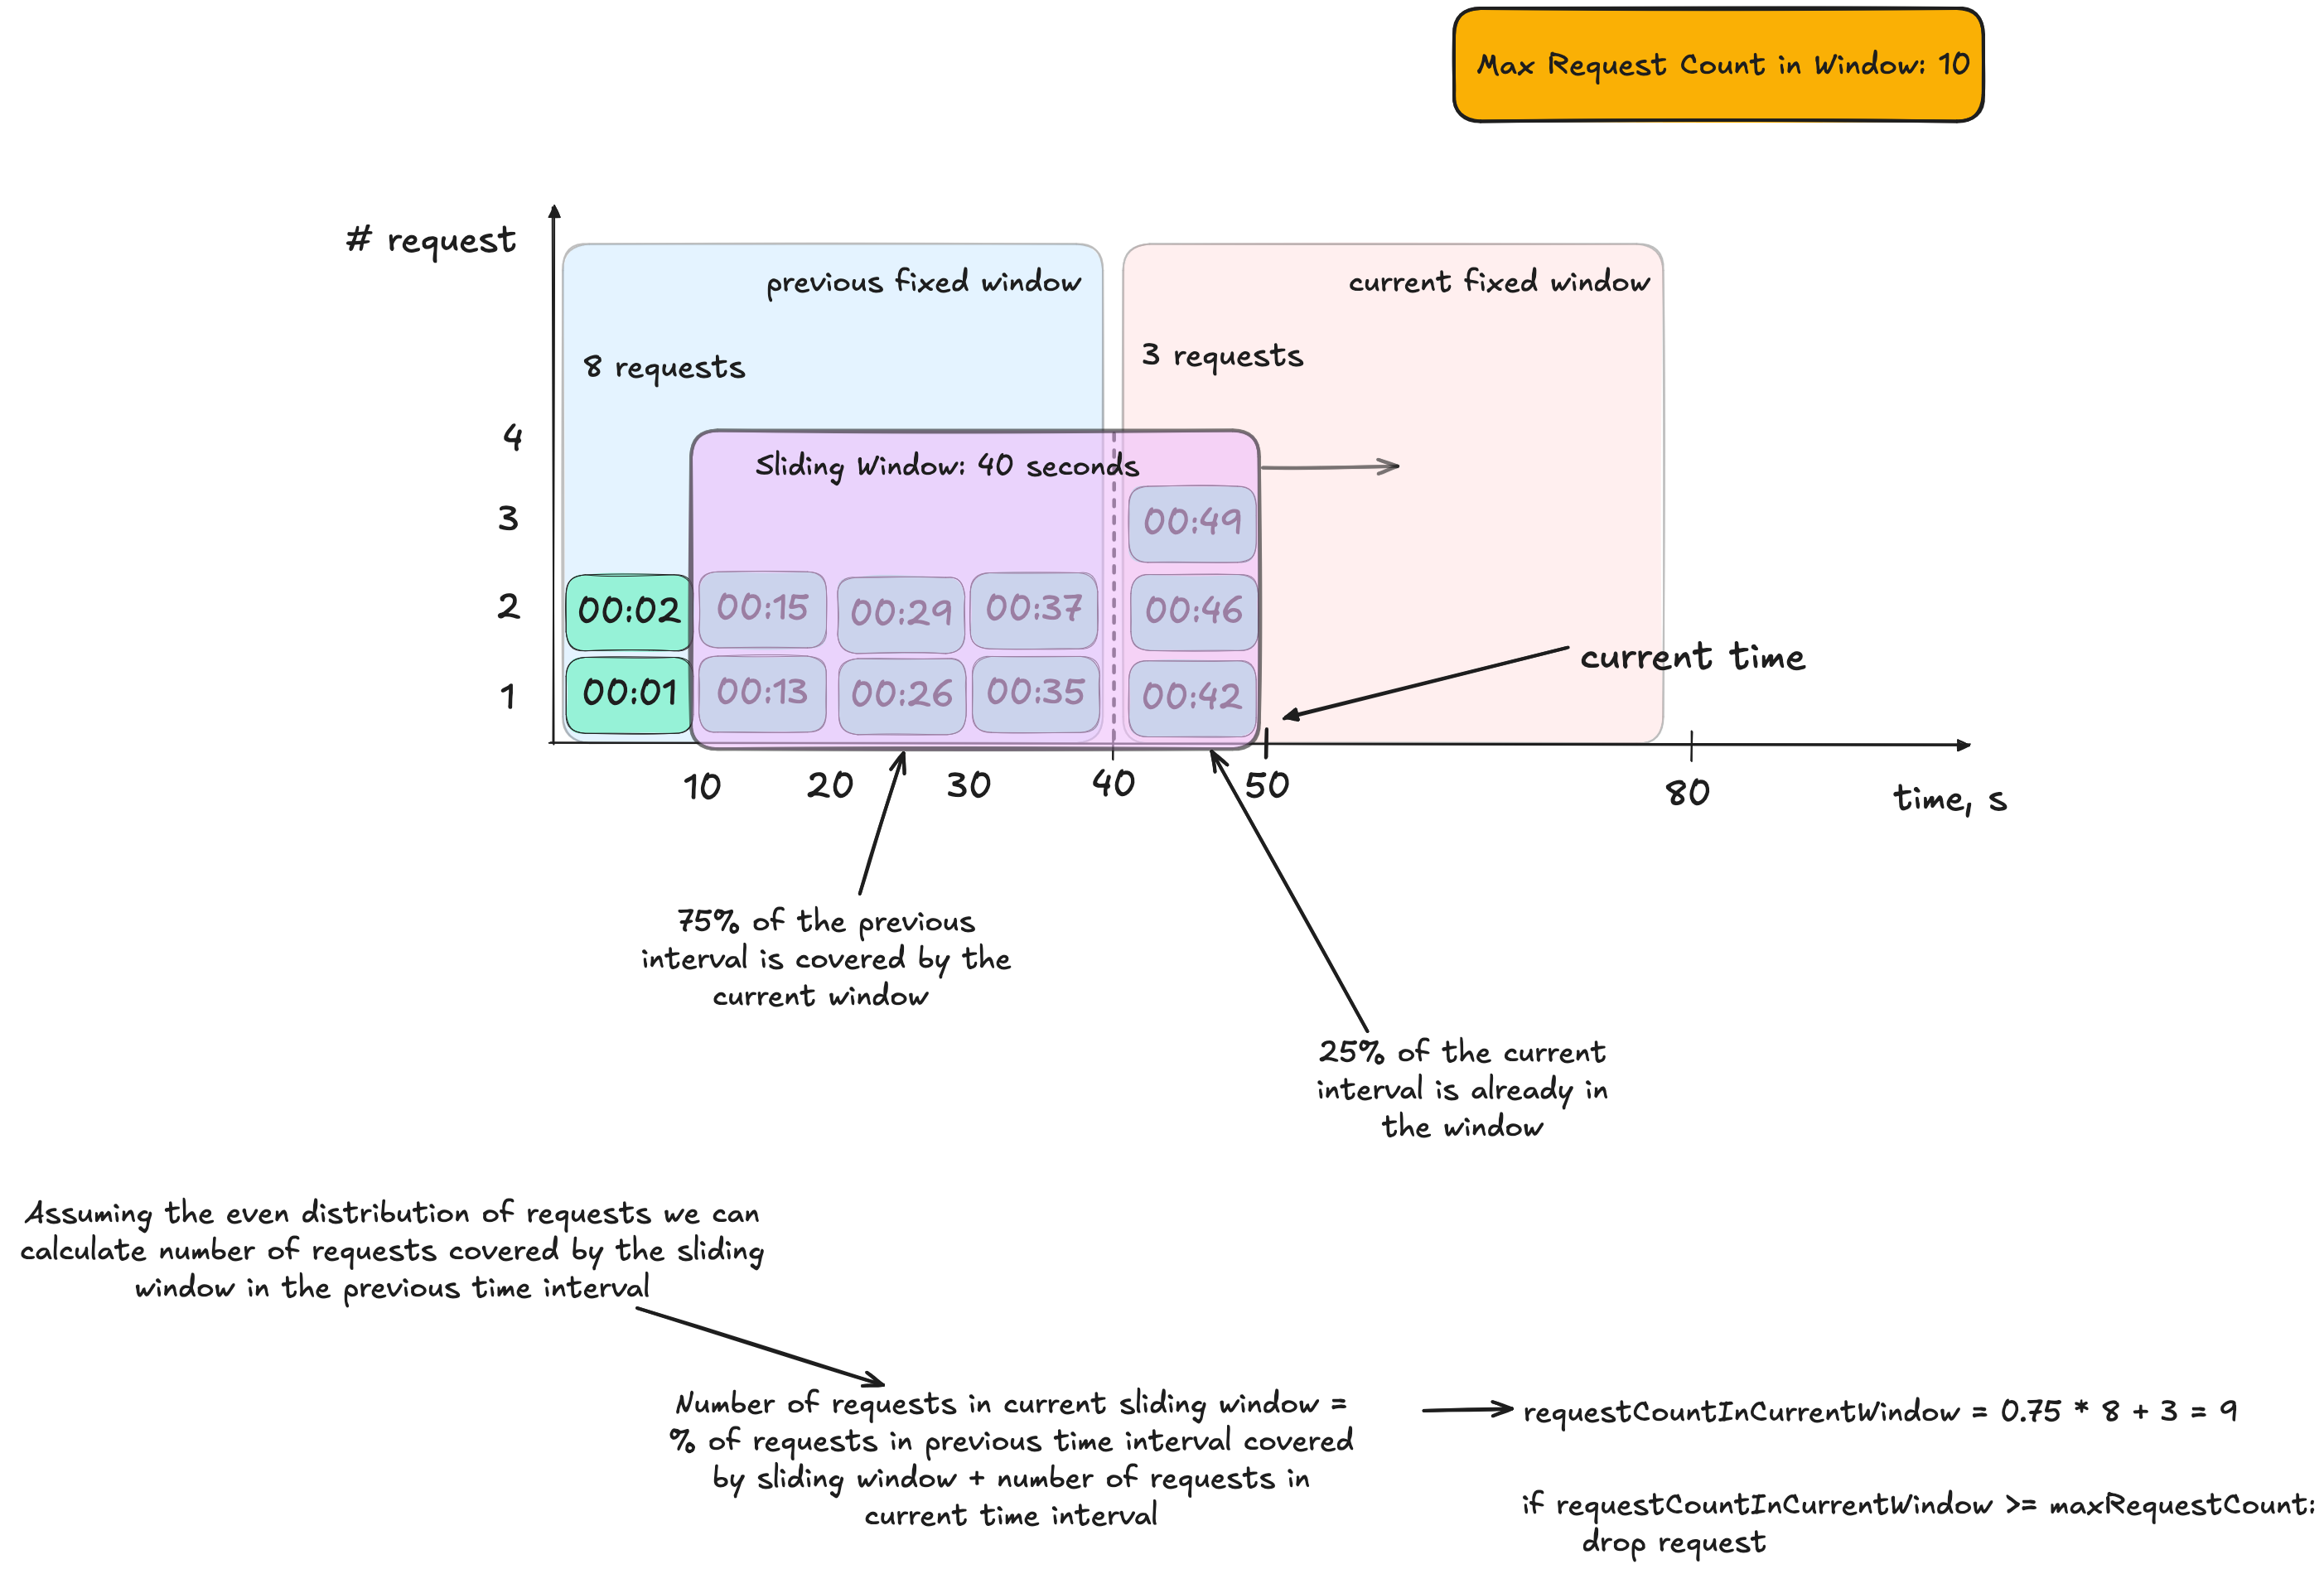 Max Request Count in Window: 10
# request
previous fixed window
current fixed window
8 requests
3 requests
4
Sliding Window: 40 seconds
3
00:49
2
00:02
00:15
00:29
00:37
00:46
current time
1
00:01
00:13
00:26
00:35
00:42
10
20
30
40
50
80
time, s
75% of the previous
interval is covered by the
current window
25% of the current
interval is already in
the window
Assuming the even distribution of requests we can
calculate number of requests covered by the sliding
window in the previous time interval
Number of requests in current sliding window =
% of requests in previous time interval covered
by sliding window + number of requests in
current time interval
requestCountInCurrentWindow = 0.75 * 8 + 3 = 9
if requestCountInCurrentWindow >= maxRequestCount:
drop request